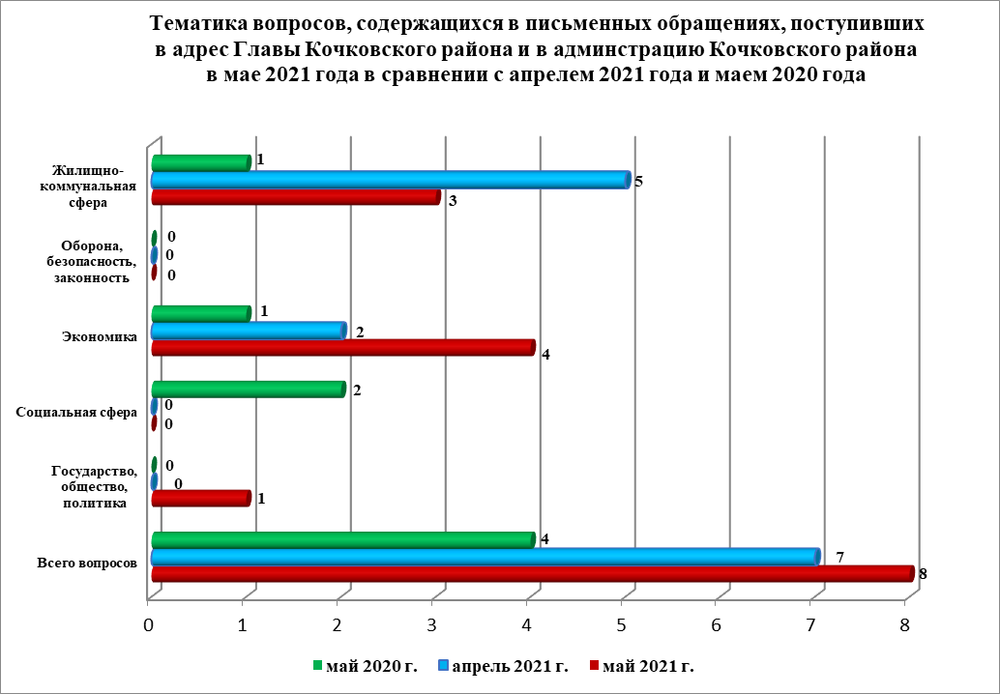 Тематика вопросов, содержащихся в письменных обращениях, поступивших
в адрес Главы Кочковского района и в админстрацию Кочковского района
в мае 2021 года в сравнении с апрелем 2021 года и маем 2020 года
Жилищно-
коммунальная
сфера
1
5
3
Оборона,
безопасность,
законность
0
0
0
Экономика
1
2
4
Социальная сфера
2
0
0
Государство,
общество,
политика
0
0
1
Всего вопросов
4
7
8
0 1 2 3 4 5 6 7 8
май 2020 г. апрель 2021 г. май 2021 г.